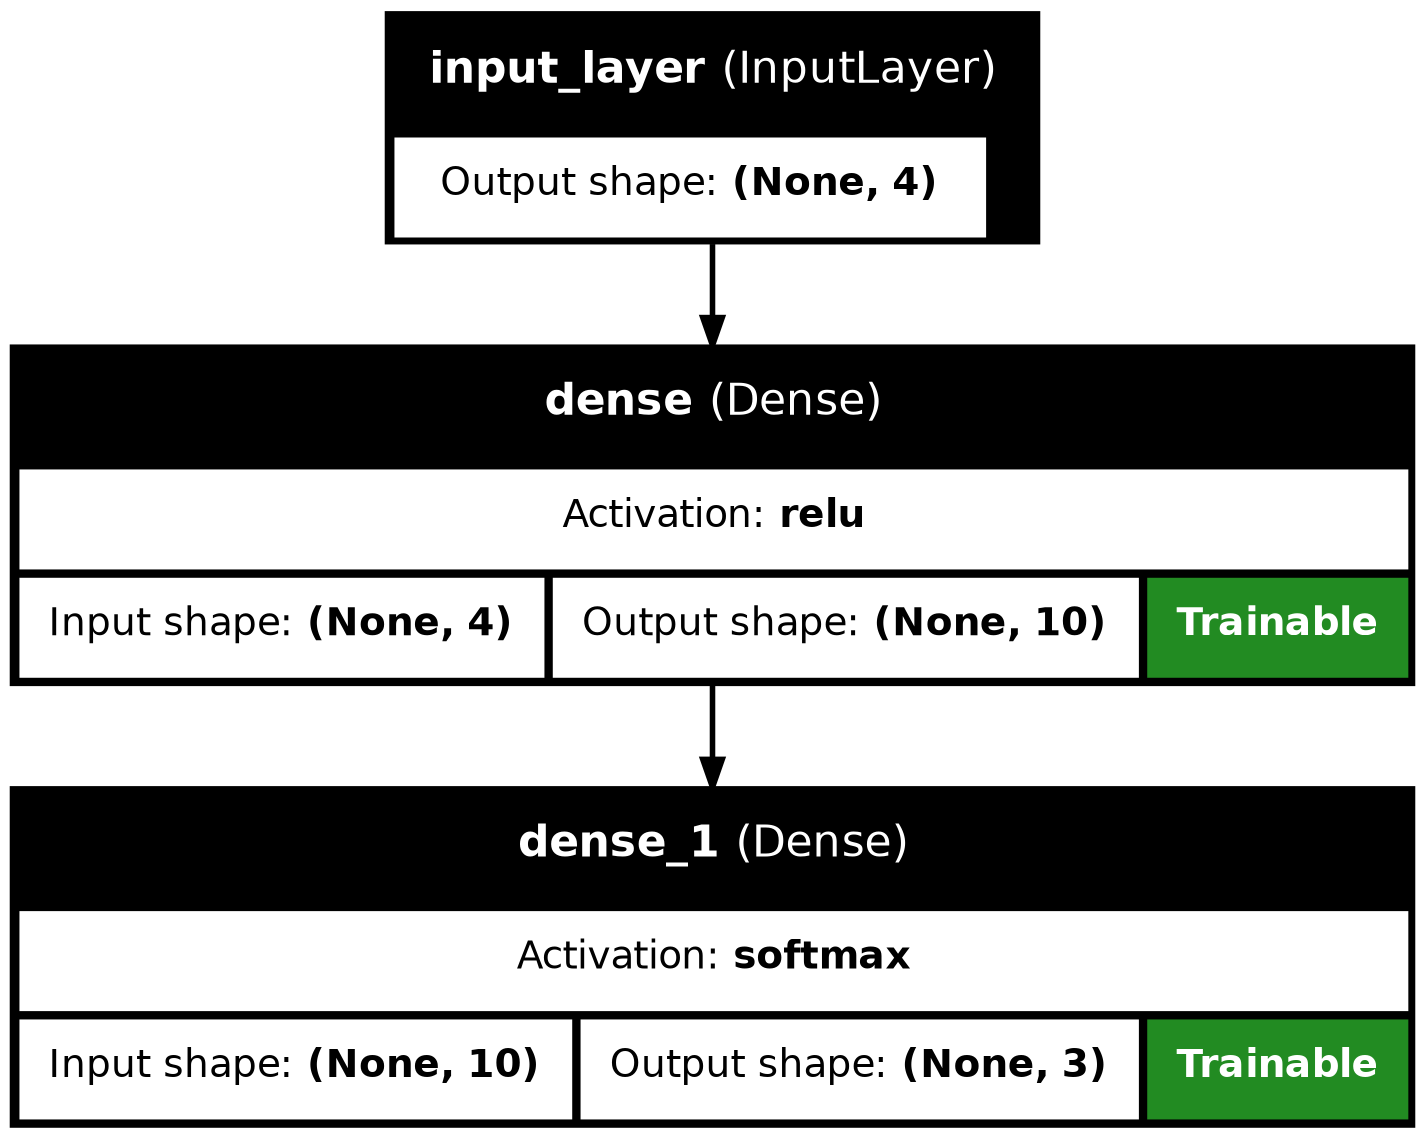 input_layer (InputLayer)
Output shape: (None, 4)
dense (Dense)
Activation: relu
Input shape: (None, 4) Output shape: (None, 10) Trainable
dense_1 (Dense)
Activation: softmax
Input shape: (None, 10) Output shape: (None, 3) Trainable